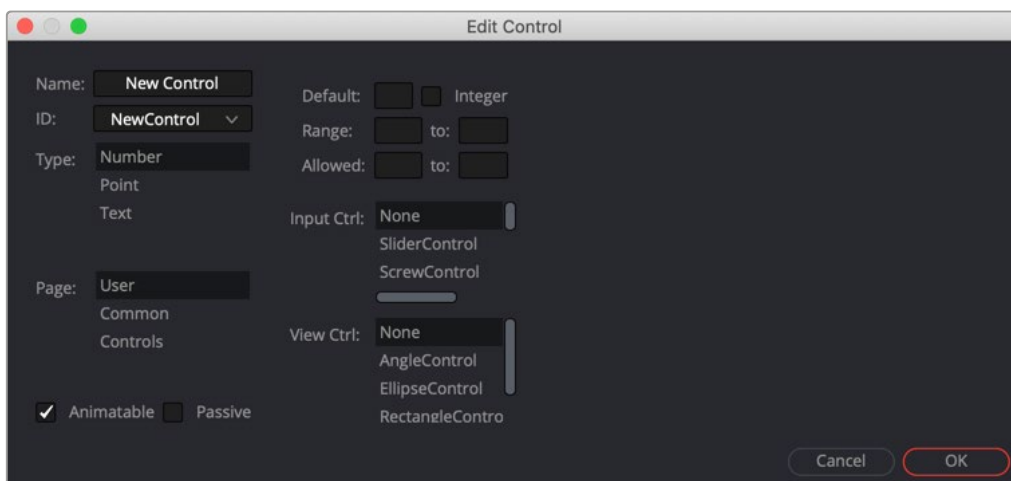 Edit Control
Name: New Control
ID: NewControl
Type: Number
Point
Text
Page: User
Common
Controls
Animatable Passive
Default: Integer
Range: to:
Allowed: to:
Input Ctrl: None
SliderControl
ScrewControl
View Ctrl: None
AngleControl
EllipseControl
RectangleContro
Cancel OK